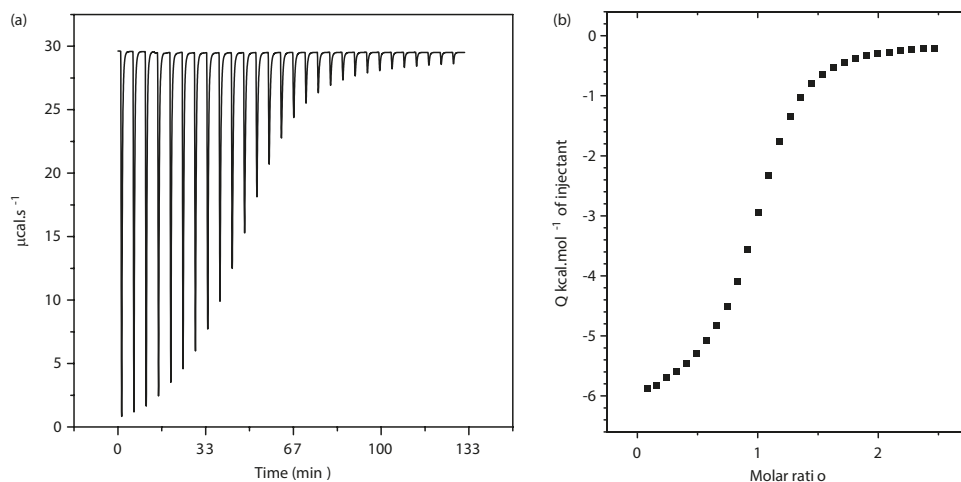 (a)
30
25
20
15
10
5
0
µcal.s⁻¹
0 33 67 100 133
Time (min )
(b)
0
-1
-2
-3
-4
-5
-6
Q kcal.mol ⁻¹ of injectant
0 1 2
Molar rati o